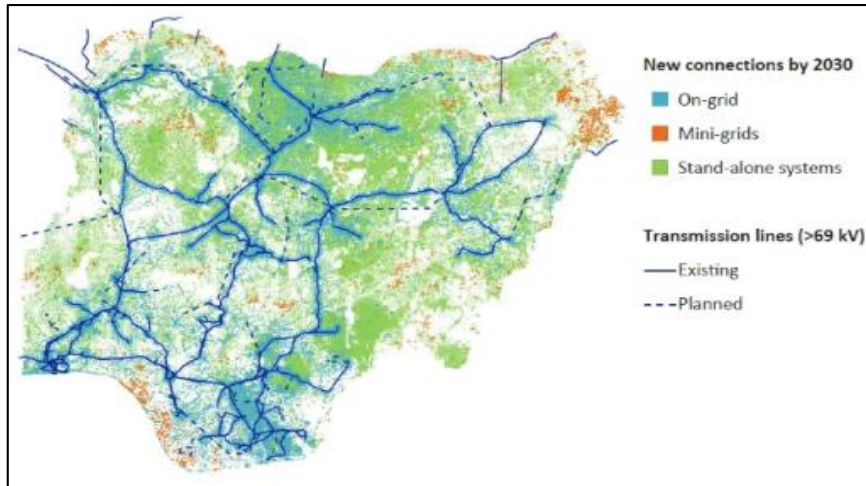 New connections by 2030
On-grid
Mini-grids
Stand-alone systems
Transmission lines (>69 kV)
Existing
Planned